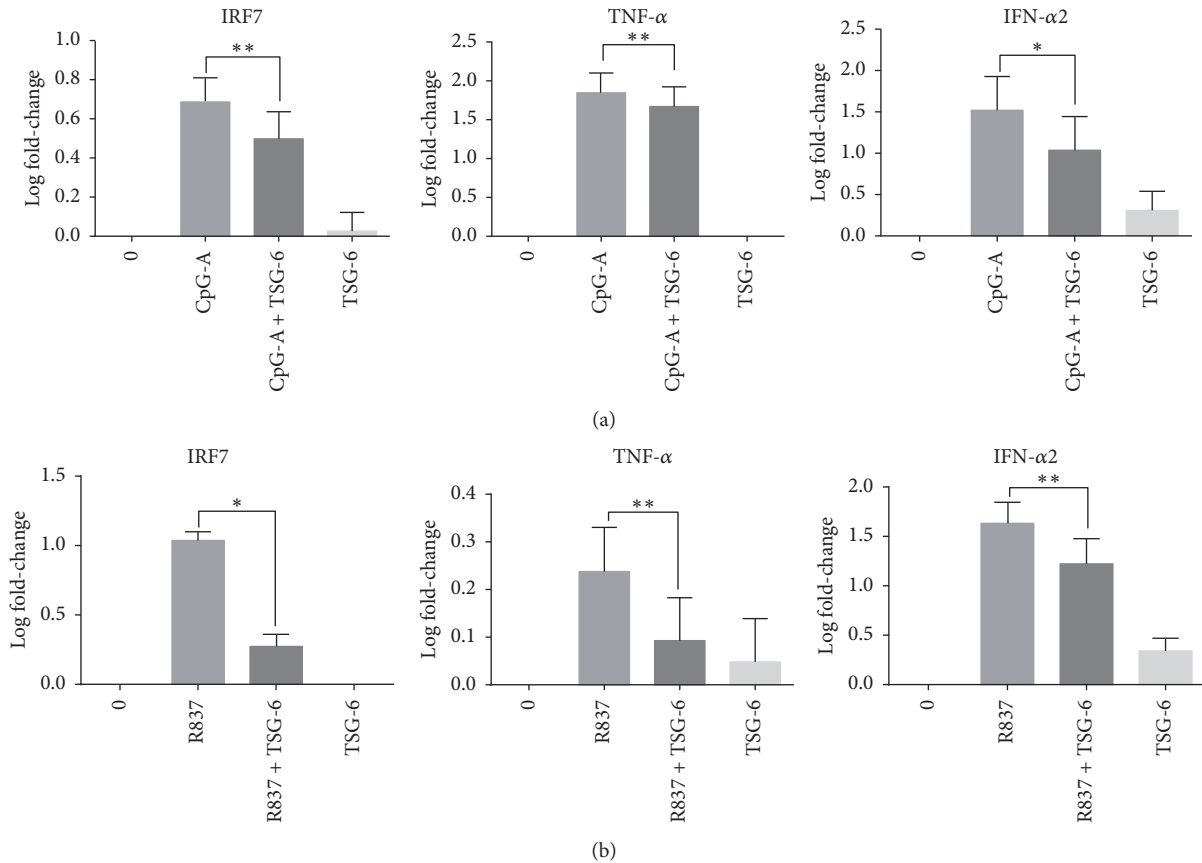 IRF7
Log fold-change
1.0
0.8
0.6
0.4
0.2
0.0
**
0
CpG-A
CpG-A + TSG-6
TSG-6
TNF-α
Log fold-change
2.5
2.0
1.5
1.0
0.5
0.0
**
0
CpG-A
CpG-A + TSG-6
TSG-6
IFN-α2
Log fold-change
2.5
2.0
1.5
1.0
0.5
0.0
*
0
CpG-A
CpG-A + TSG-6
TSG-6
(a)
IRF7
Log fold-change
1.5
1.0
0.5
0.0
*
0
R837
R837 + TSG-6
TSG-6
TNF-α
Log fold-change
0.4
0.3
0.2
0.1
0.0
**
0
R837
R837 + TSG-6
TSG-6
IFN-α2
Log fold-change
2.0
1.5
1.0
0.5
0.0
**
0
R837
R837 + TSG-6
TSG-6
(b)